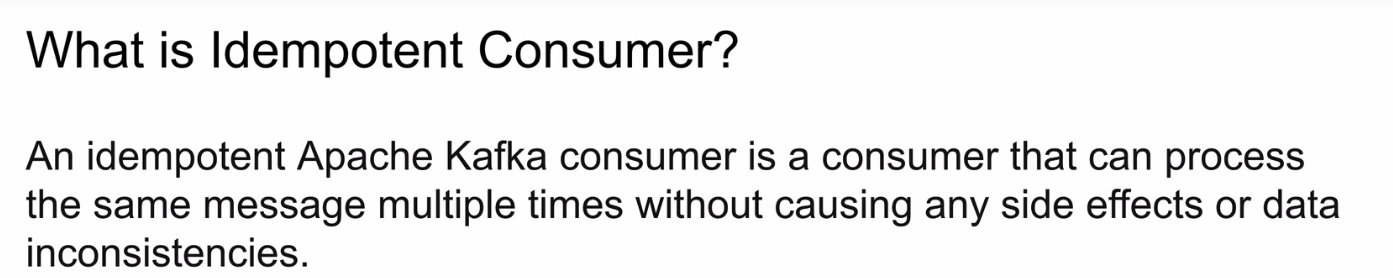 What is Idempotent Consumer?
An idempotent Apache Kafka consumer is a consumer that can process
the same message multiple times without causing any side effects or data
inconsistencies.